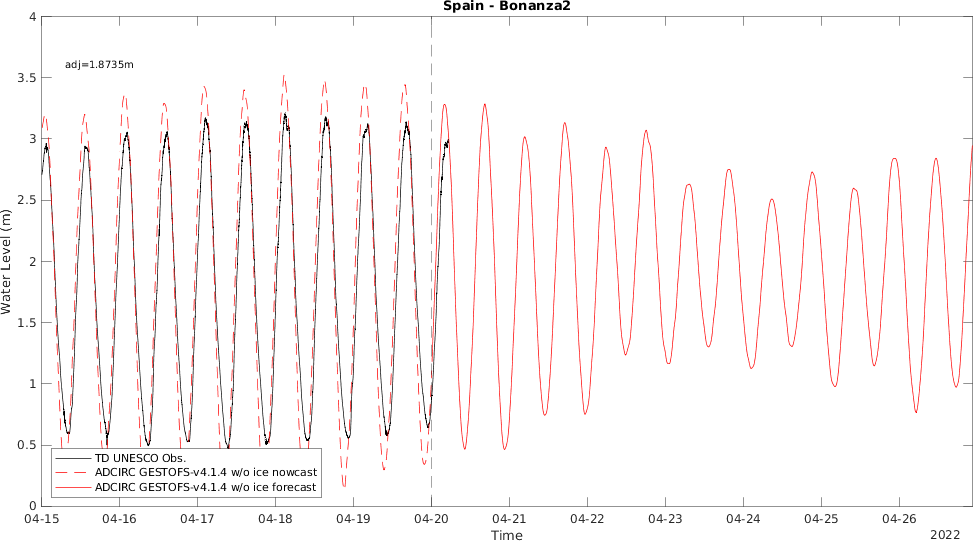 Spain - Bonanza2
adj=1.8735m
Water Level (m)
4
3.5
3
2.5
2
1.5
1
0.5
0
TD UNESCO Obs.
ADCIRC GESTOFS-v4.1.4 w/o ice nowcast
ADCIRC GESTOFS-v4.1.4 w/o ice forecast
04-15 04-16 04-17 04-18 04-19 04-20 04-21 04-22 04-23 04-24 04-25 04-26
Time
2022